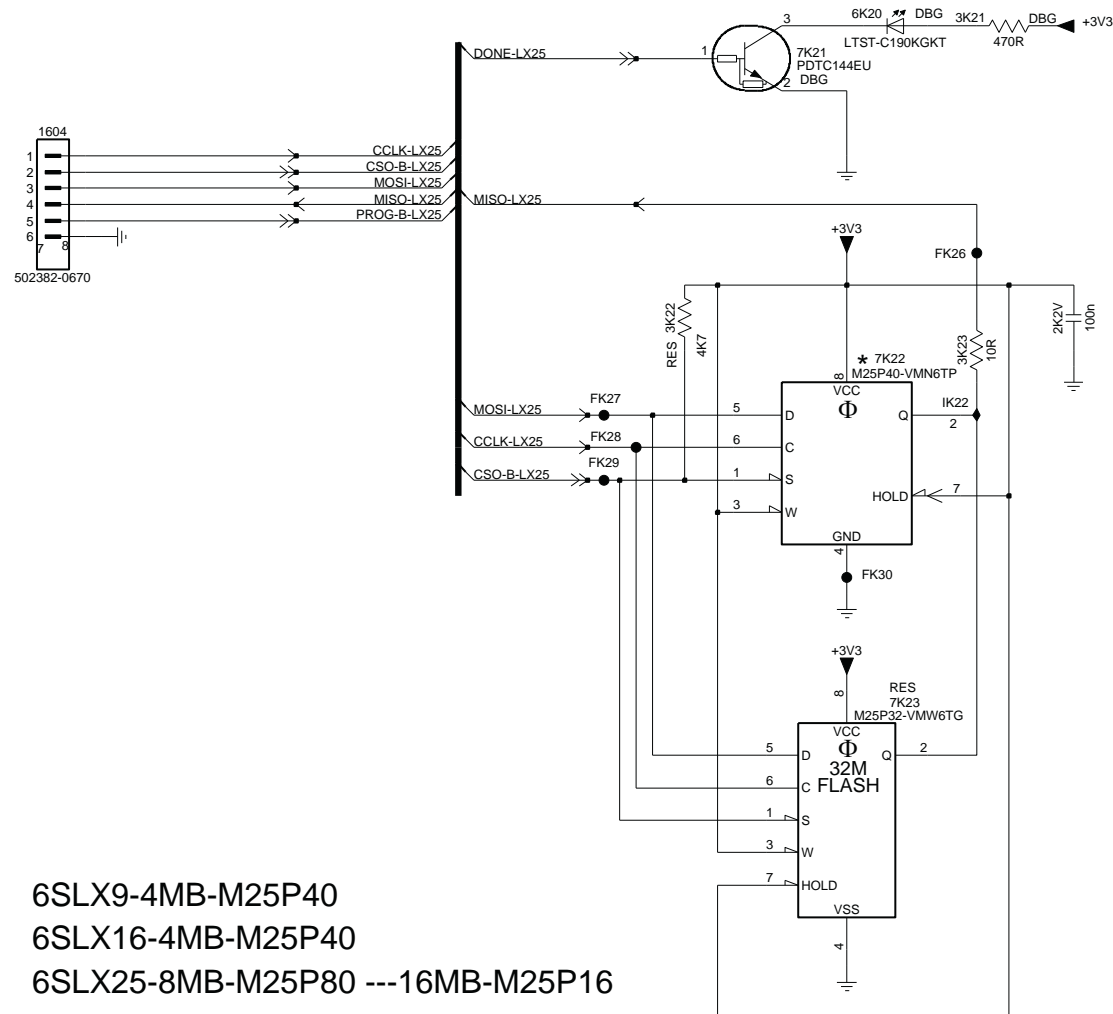 3
6K20
DBG
3K21
DBG
+3V3
LTST-C190KGKT
470R
DONE-LX25
1
7K21
PDTC144EU
DBG
2
1604
1
CCLK-LX25
2
CSO-B-LX25
3
MOSI-LX25
4
MISO-LX25
MISO-LX25
5
PROG-B-LX25
6
7
8
502382-0670
+3V3
FK26
RES 3K22
4K7
3K23
10R
2K2V
100n
* 7K22
M25P40-VMN6TP
8
VCC
Φ
MOSI-LX25
FK27
5
D
Q
IK22
2
CCLK-LX25
FK28
6
C
CSO-B-LX25
FK29
1
S
HOLD
7
3
W
GND
4
FK30
+3V3
RES
8
7K23
M25P32-VMW6TG
VCC
Φ
5
D
Q
2
32M
FLASH
6
C
1
S
3
W
7
HOLD
VSS
4
6SLX9-4MB-M25P40
6SLX16-4MB-M25P40
6SLX25-8MB-M25P80 ---16MB-M25P16